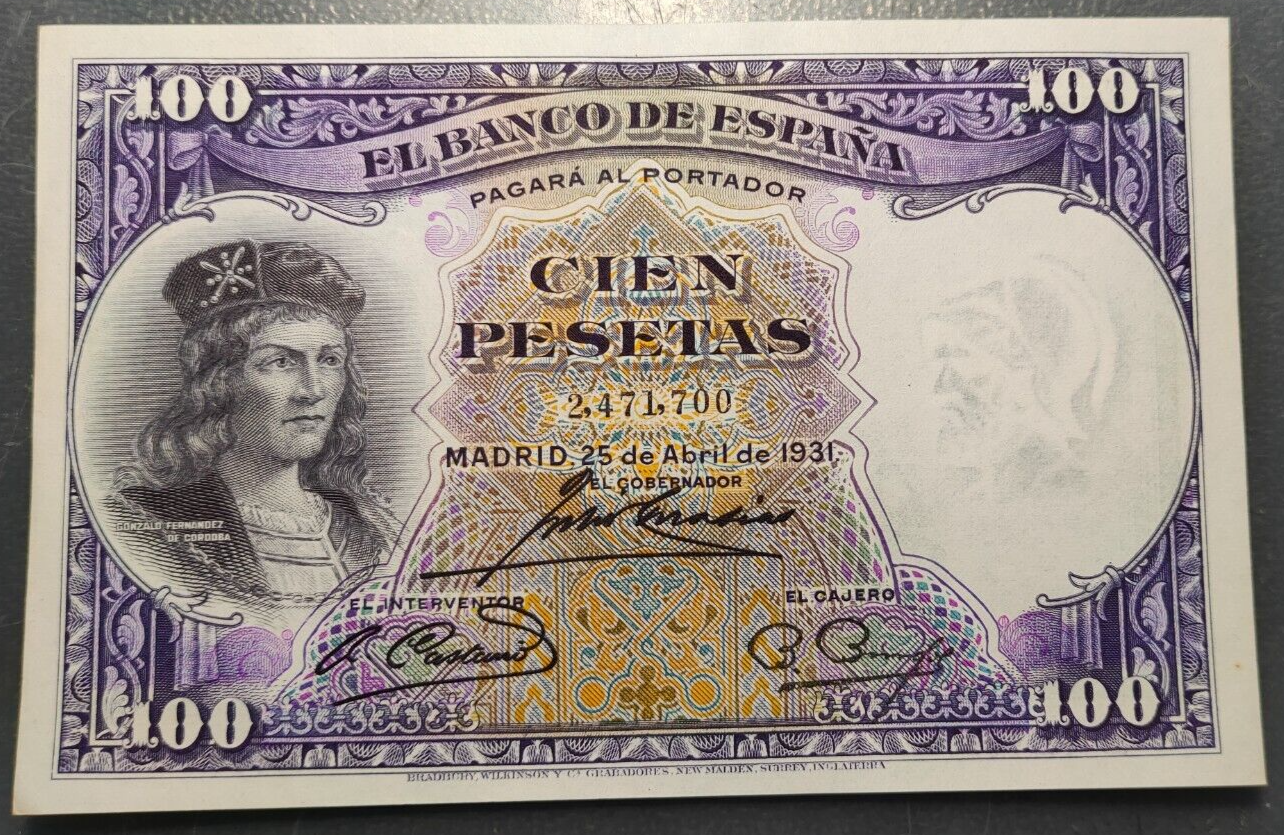 100 100
EL BANCO DE ESPAÑA
PAGARÁ AL PORTADOR
CIEN
PESETAS
2,471,700
MADRID, 25 de Abril de 1931.
EL GOBERNADOR
GONZALO FERNANDEZ
DE CORDOBA
EL INTERVENTOR EL CAJERO
100 100
BRADBURY, WILKINSON Y Cª GRABADORES, NEW MALDEN, SURREY, INGLATERRA